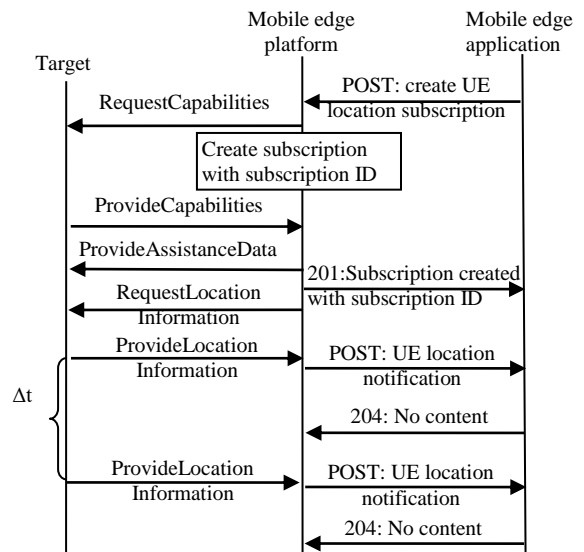 Mobile edge
platform
Mobile edge
application
Target
POST: create UE
location subscription
RequestCapabilities
Create subscription
with subscription ID
ProvideCapabilities
ProvideAssistanceData
201:Subscription created
with subscription ID
RequestLocation
Information
ProvideLocation
Information
POST: UE location
notification
Δt
204: No content
ProvideLocation
Information
POST: UE location
notification
204: No content